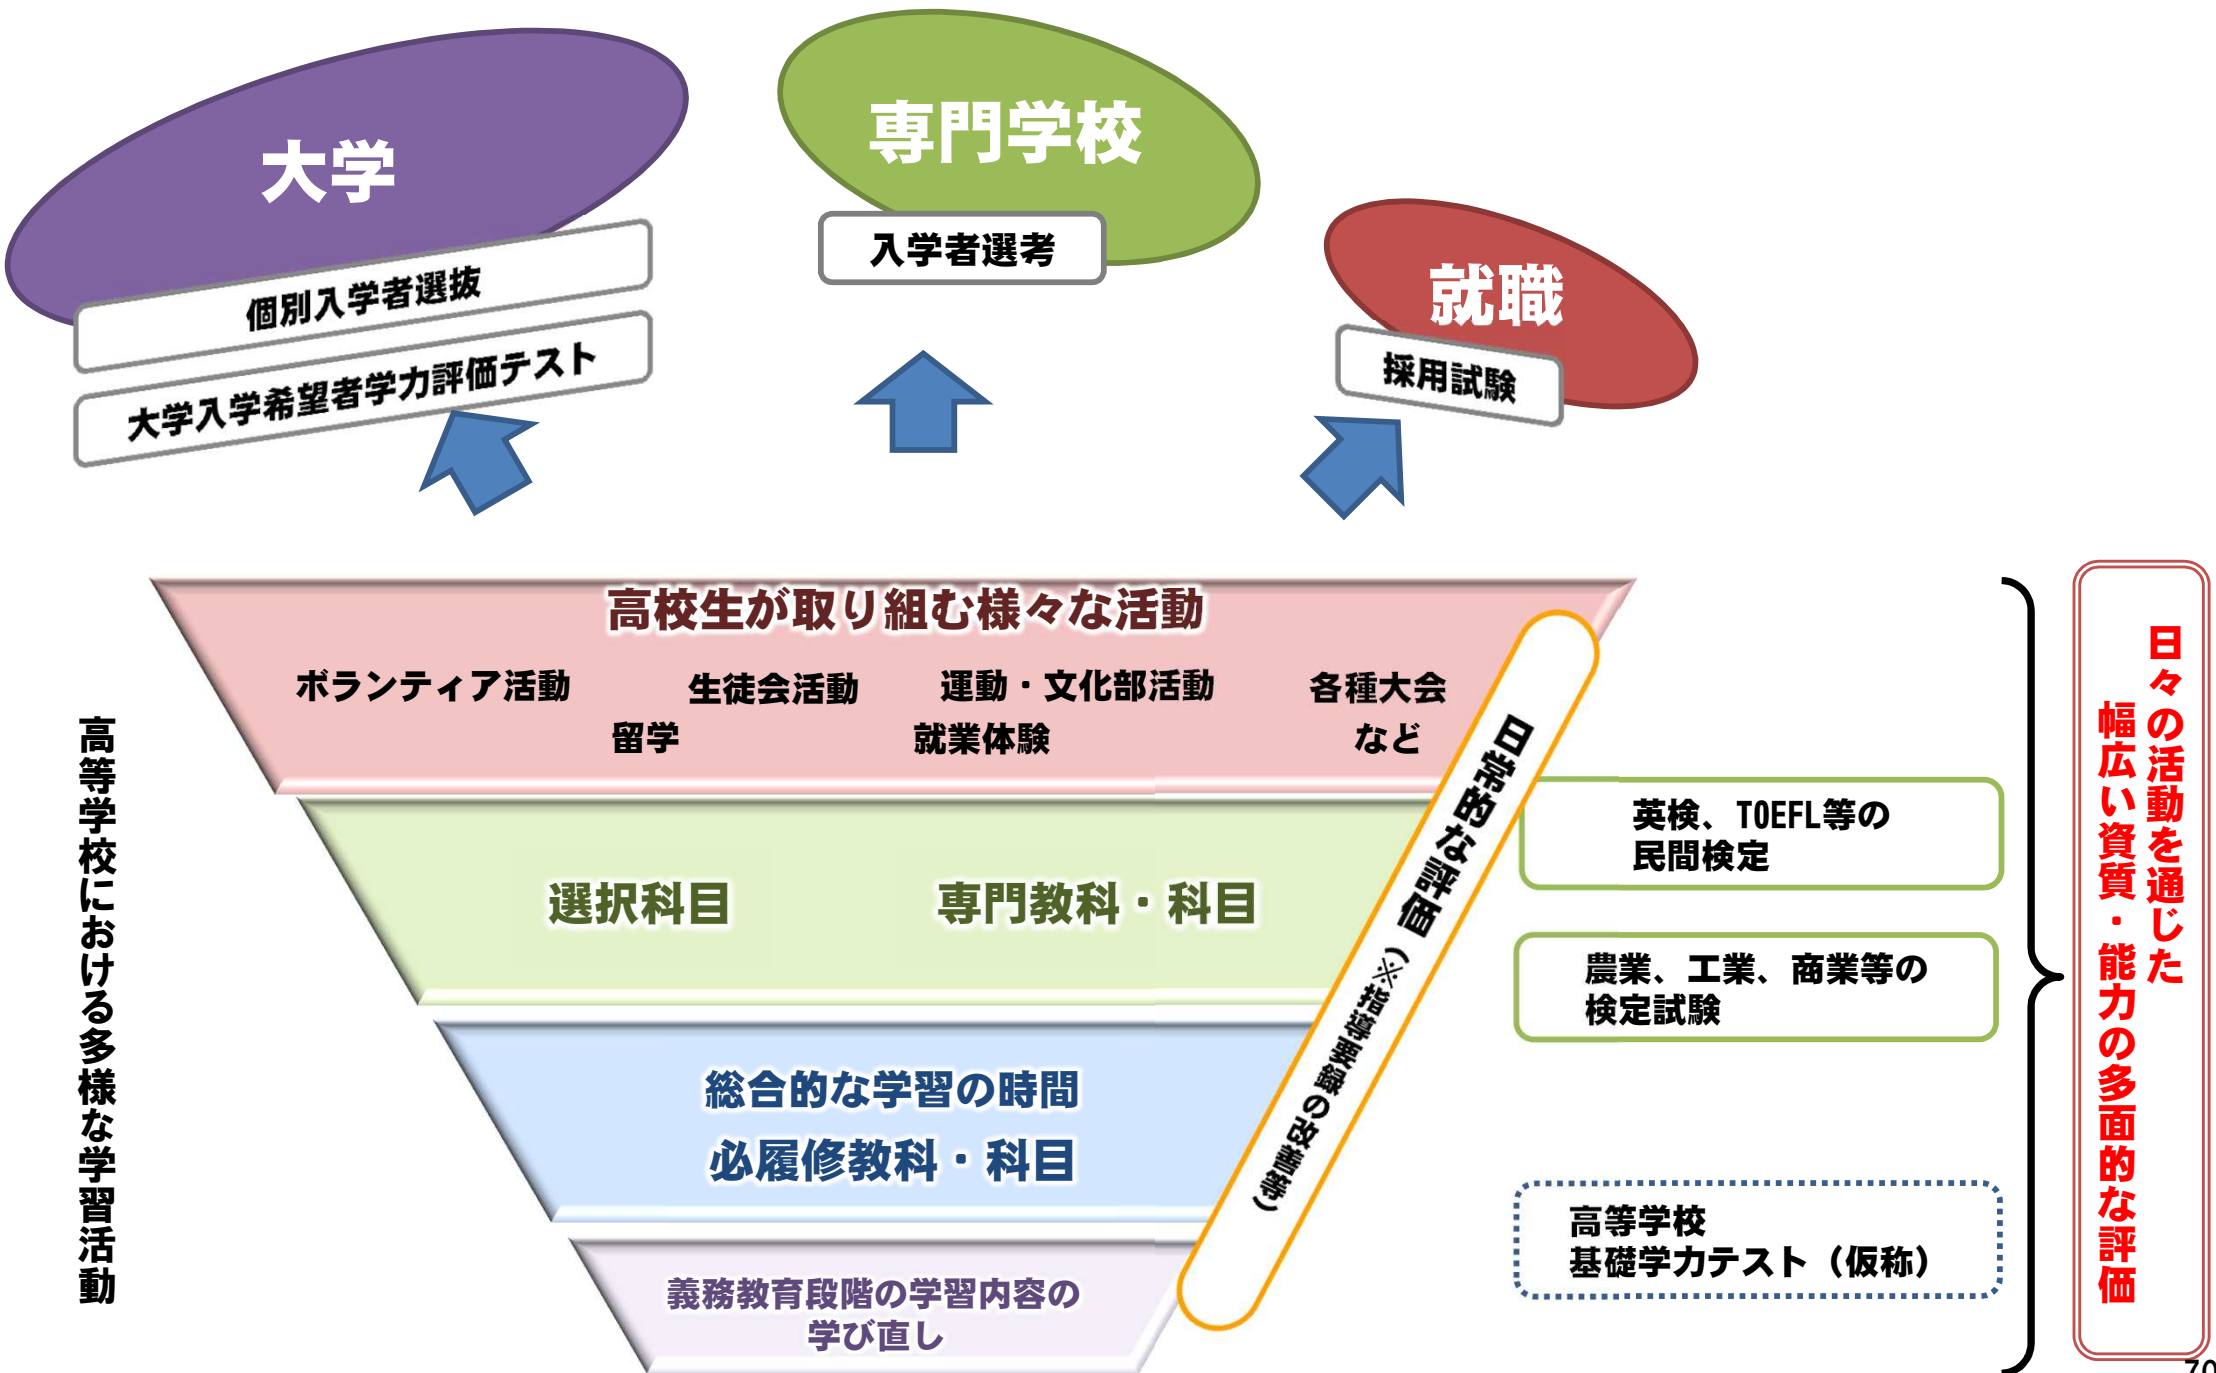 大学
個別入学者選抜
大学入学希望者学力評価テスト
専門学校
入学者選考
就職
採用試験
高等学校における多様な学習活動
高校生が取り組む様々な活動
ボランティア活動
生徒会活動
運動・文化部活動
各種大会
留学
就業体験
など
選択科目
専門教科・科目
総合的な学習の時間
必履修教科・科目
義務教育段階の学習内容の
学び直し
日常的な評価(※指導要録の改善等)
英検、TOEFL等の
民間検定
農業、工業、商業等の
検定試験
高等学校
基礎学力テスト(仮称)
日々の活動を通じた
幅広い資質・能力の多面的な評価